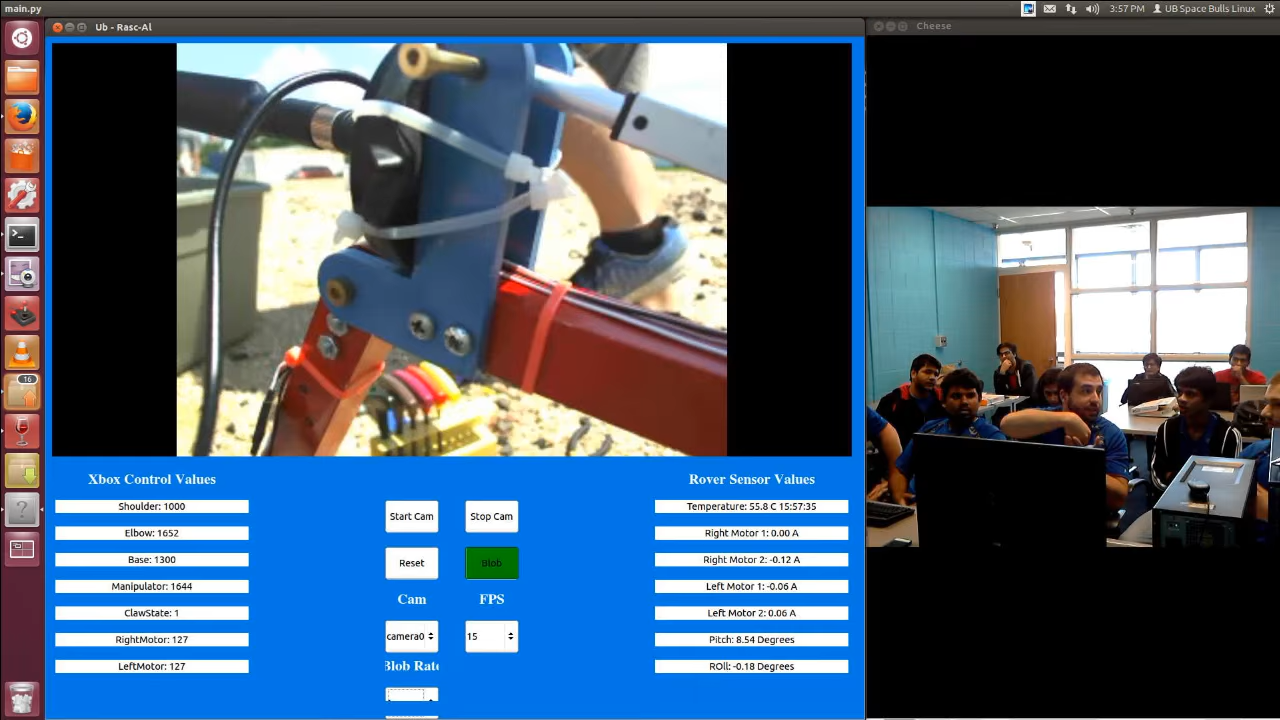 main.py
3:57 PM
UB Space Bulls Linux
Ub - Rasc-Al
Cheese
16
Xbox Control Values
Shoulder: 1000
Elbow: 1652
Base: 1300
Manipulator: 1644
ClawState: 1
RightMotor: 127
LeftMotor: 127
Start Cam
Stop Cam
Reset
Blob
Cam
FPS
camera0
15
Blob Rate
Rover Sensor Values
Temperature: 55.8 C 15:57:35
Right Motor 1: 0.00 A
Right Motor 2: -0.12 A
Left Motor 1: -0.06 A
Left Motor 2: 0.06 A
Pitch: 8.54 Degrees
ROll: -0.18 Degrees